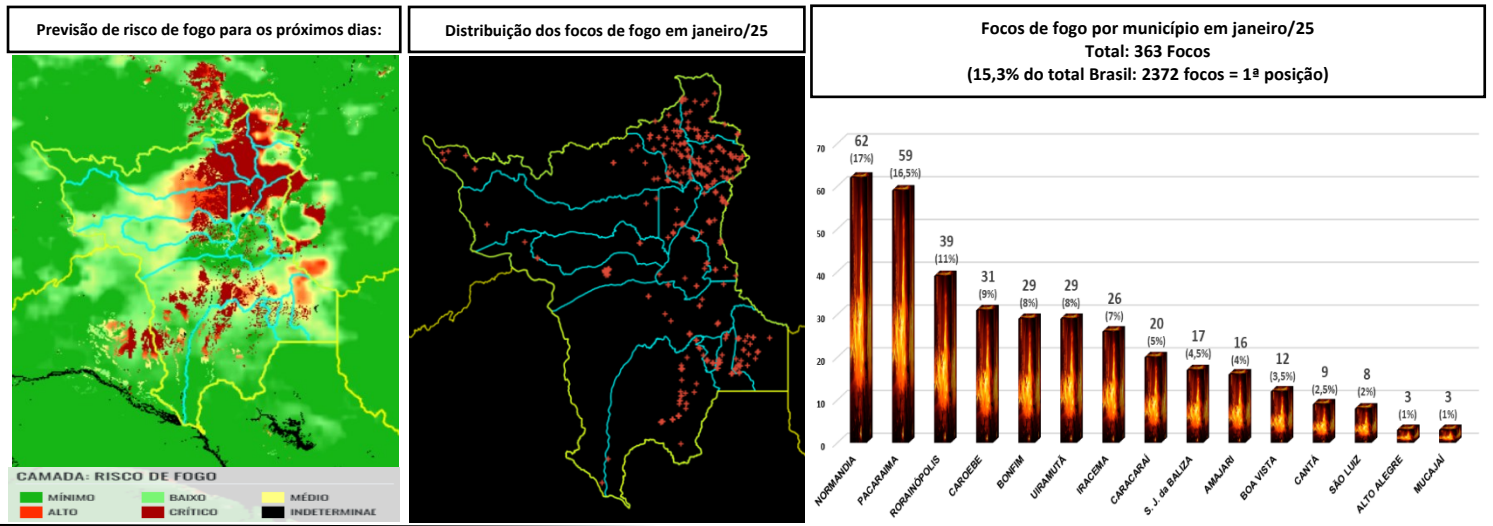 Previsão de risco de fogo para os próximos dias:
Distribuição dos focos de fogo em janeiro/25
Focos de fogo por município em janeiro/25
Total: 363 Focos
(15,3% do total Brasil: 2372 focos = 1ª posição)
CAMADA: RISCO DE FOGO
MÍNIMO BAIXO MÉDIO
ALTO CRÍTICO INDETERMINAD
70
60
50
40
30
20
10
0
62
(17%)
59
(16,5%)
39
(11%)
31
(9%)
29
(8%)
29
(8%)
26
(7%)
20
(5%)
17
(4,5%)
16
(4%)
12
(3,5%)
9
(2,5%)
8
(2%)
3
(1%)
3
(1%)
NORMANDIA
PACARAIMA
RORAINÓPOLIS
CAROEBE
BONFIM
UIRAMUTÃ
IRACEMA
CARACARAÍ
S. J. da BALIZA
AMAJARI
BOA VISTA
CANTÁ
SÃO LUIZ
ALTO ALEGRE
MUCAJAÍ